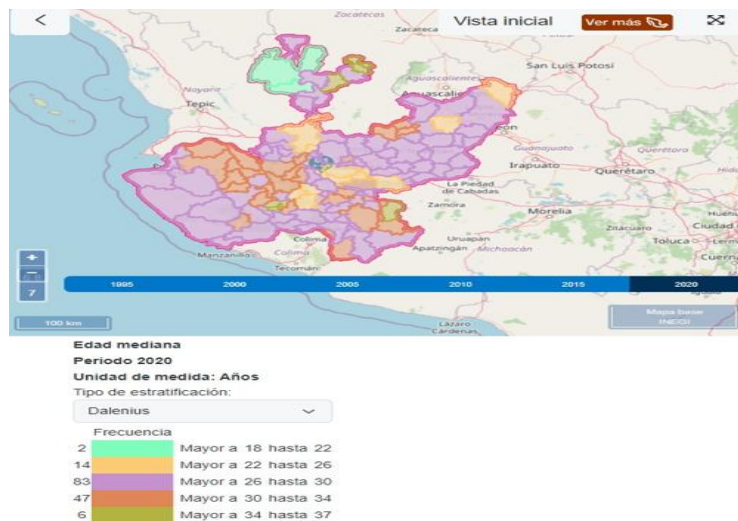 <
Vista inicial
Ver más
Zacatecas
Zacateca
San Luis Potosí
Nayarit
Aguascalientes
Tepic
Guanajuato
Querétaro
Irapuato
Querétaro
La Piedad
de Cabadas
Zamora
Morelia
Zitácuaro
Ciudad
Colima
Uruapan
Toluca
Manzanillo
Colima
Apatzingán
Michoacán
Cuern
Tecomán
+
–
7
1995
2000
2005
2010
2015
2020
100 km
Lázaro
Cárdenas
Mapa base
INEGI
Edad mediana
Periodo 2020
Unidad de medida: Años
Tipo de estratificación:
Dalenius
Frecuencia
2 Mayor a 18 hasta 22
14 Mayor a 22 hasta 26
83 Mayor a 26 hasta 30
47 Mayor a 30 hasta 34
6 Mayor a 34 hasta 37